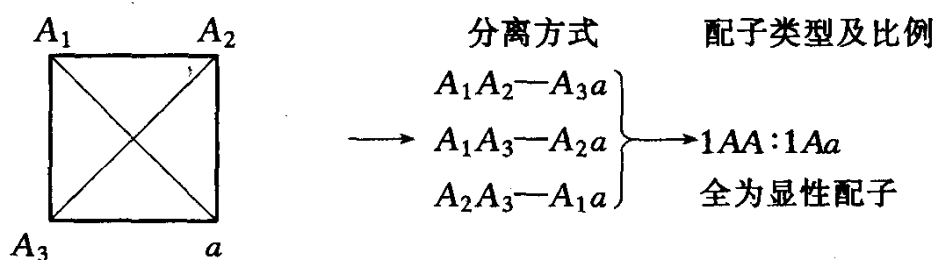 A₁ A₂ 分离方式 配子类型及比例
A₁A₂—A₃a
A₁A₃—A₂a 1AA:1Aa
A₂A₃—A₁a 全为显性配子
A₃ a